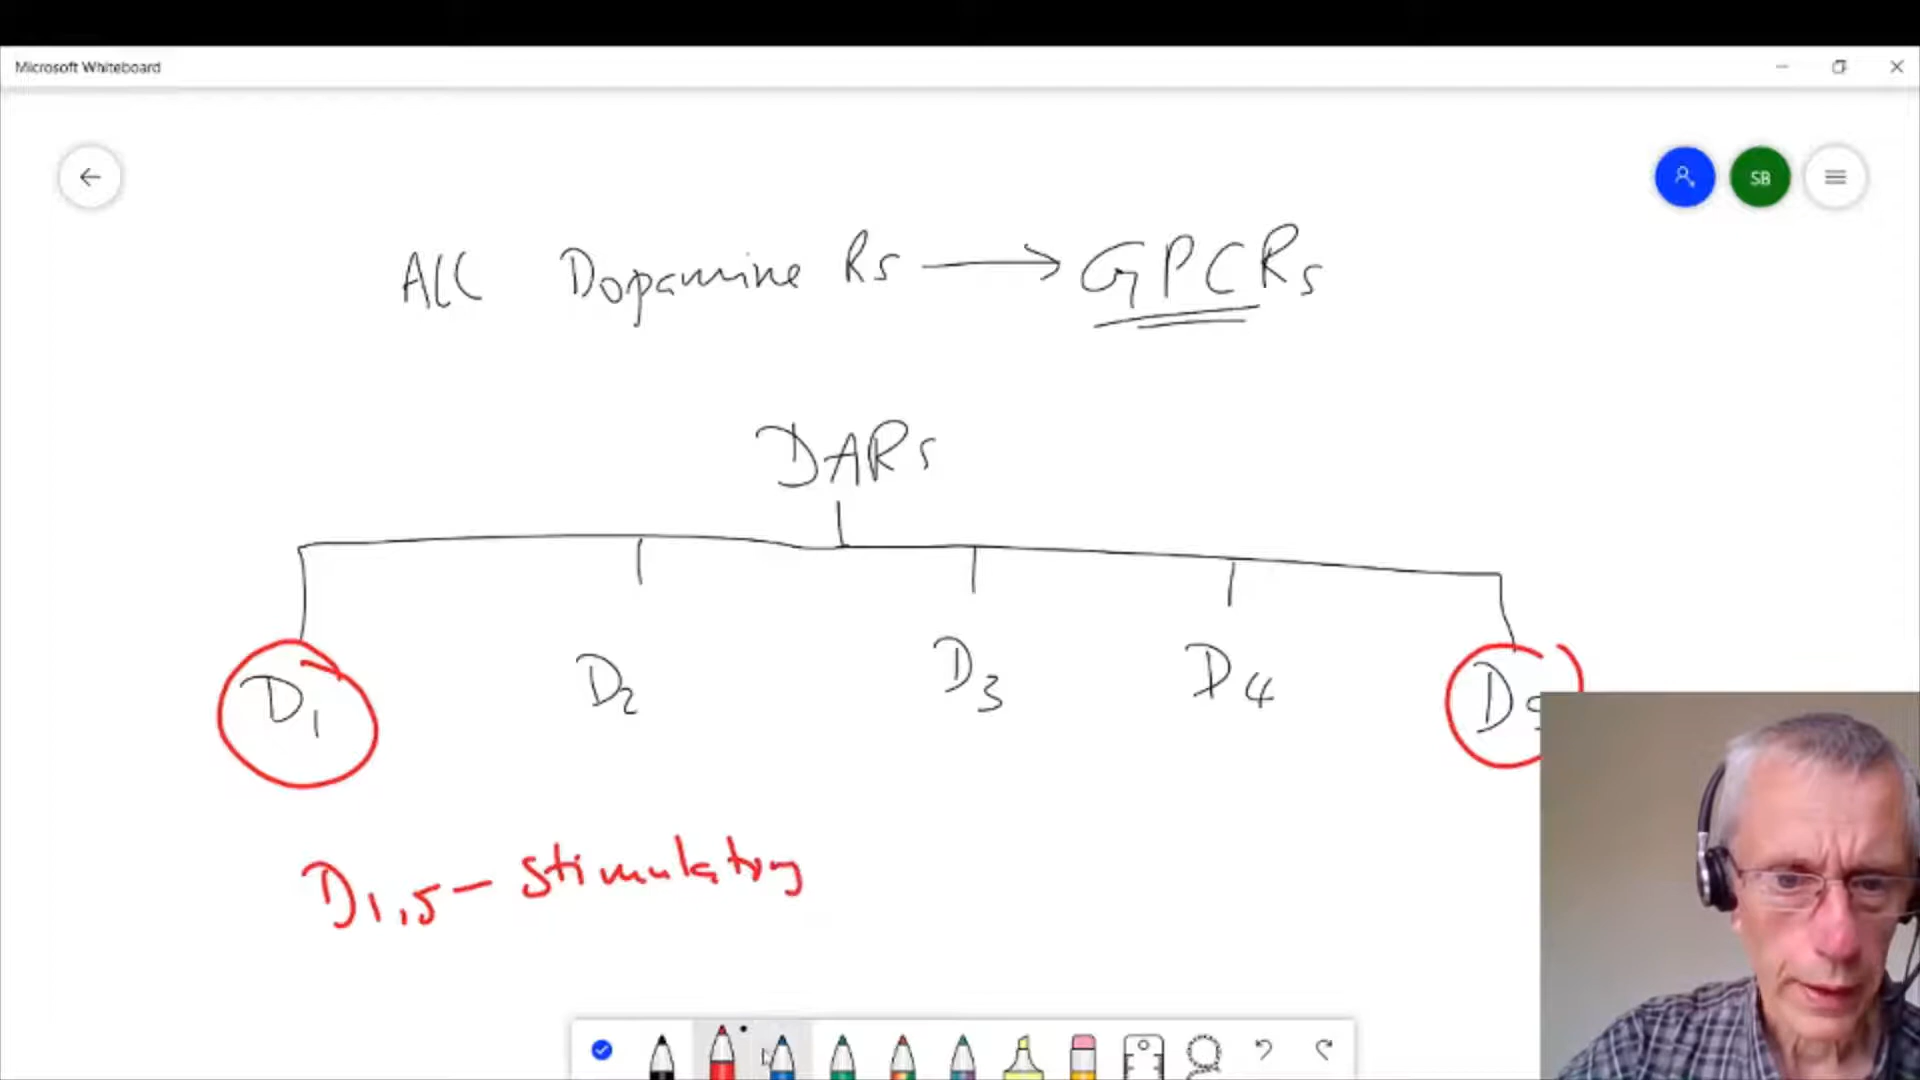 Microsoft Whiteboard
SB
All Dopamine Rs → GPCRs
DARs
D1 D2 D3 D4 D5
D1,5 - stimulatory